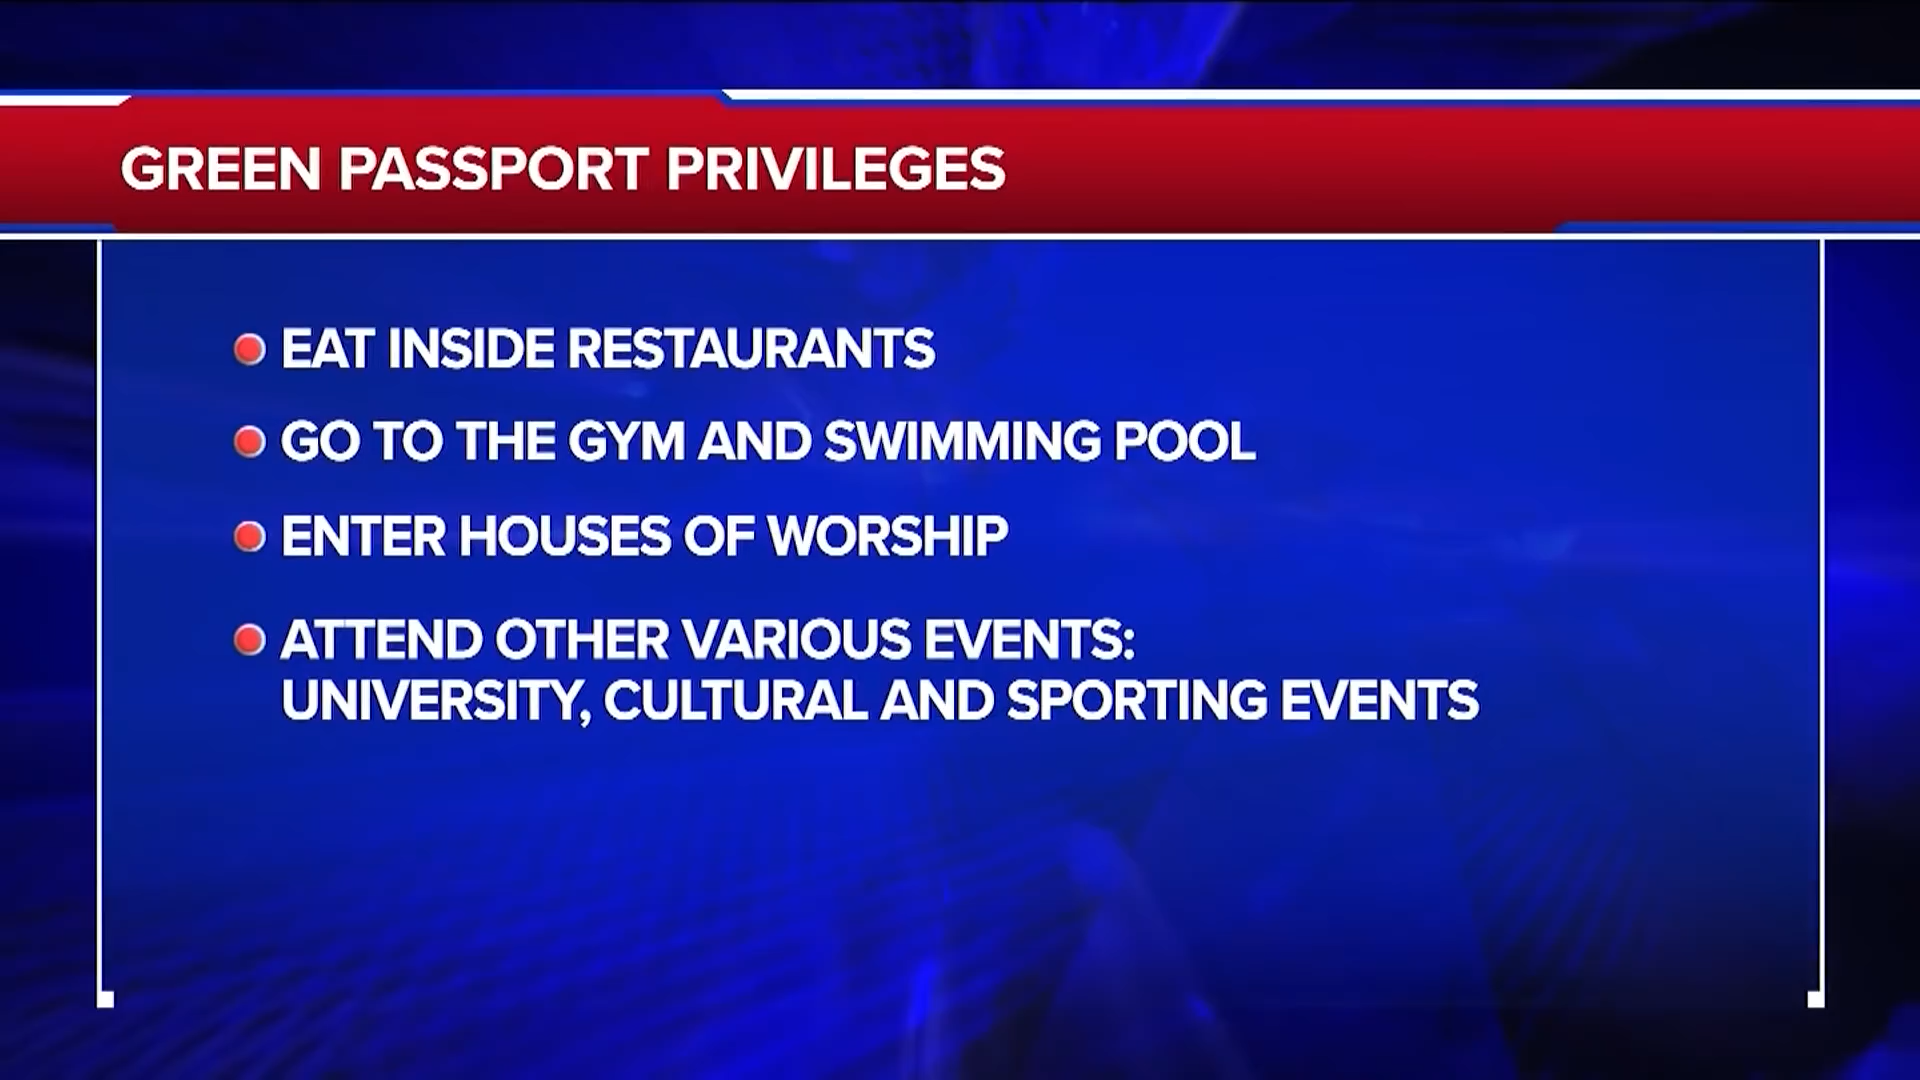 GREEN PASSPORT PRIVILEGES
EAT INSIDE RESTAURANTS
GO TO THE GYM AND SWIMMING POOL
ENTER HOUSES OF WORSHIP
ATTEND OTHER VARIOUS EVENTS:
UNIVERSITY, CULTURAL AND SPORTING EVENTS